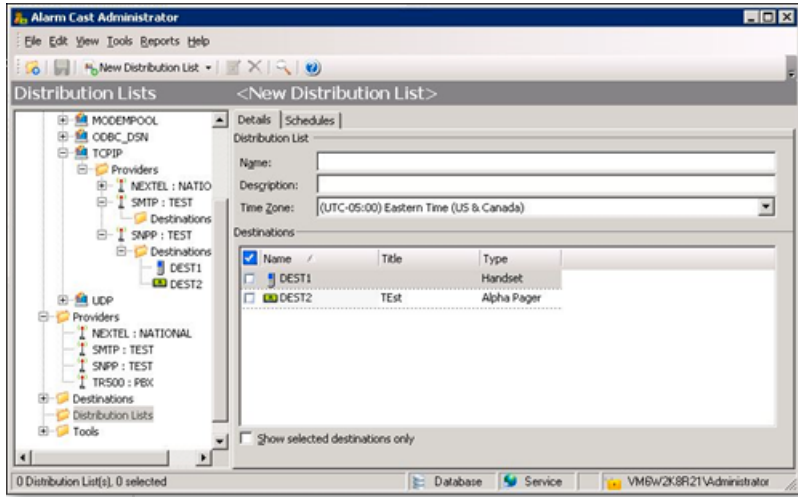 Alarm Cast Administrator
File Edit View Tools Reports Help
New Distribution List
Distribution Lists
<New Distribution List>
MODEMPOOL
ODBC_DSN
TCPIP
Providers
NEXTEL : NATIO
SMTP : TEST
Destinations
SNPP : TEST
Destinations
DEST1
DEST2
UDP
Providers
NEXTEL : NATIONAL
SMTP : TEST
SNPP : TEST
TR500 : PBX
Destinations
Distribution Lists
Tools
Details Schedules
Distribution List
Name:
Description:
Time Zone: (UTC-05:00) Eastern Time (US & Canada)
Destinations
Name Title Type
DEST1 Handset
DEST2 TEst Alpha Pager
Show selected destinations only
0 Distribution List(s), 0 selected Database Service VM6W2K8R21\Administrator